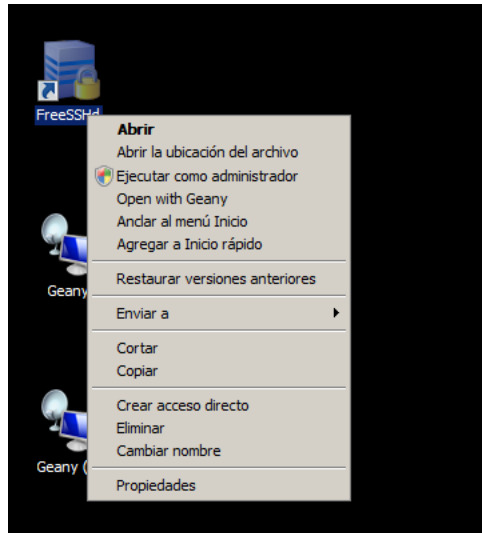 FreeSSHd
Abrir
Abrir la ubicación del archivo
Ejecutar como administrador
Open with Geany
Anclar al menú Inicio
Agregar a Inicio rápido
Restaurar versiones anteriores
Geany
Enviar a
Cortar
Copiar
Crear acceso directo
Eliminar
Cambiar nombre
Geany (
Propiedades